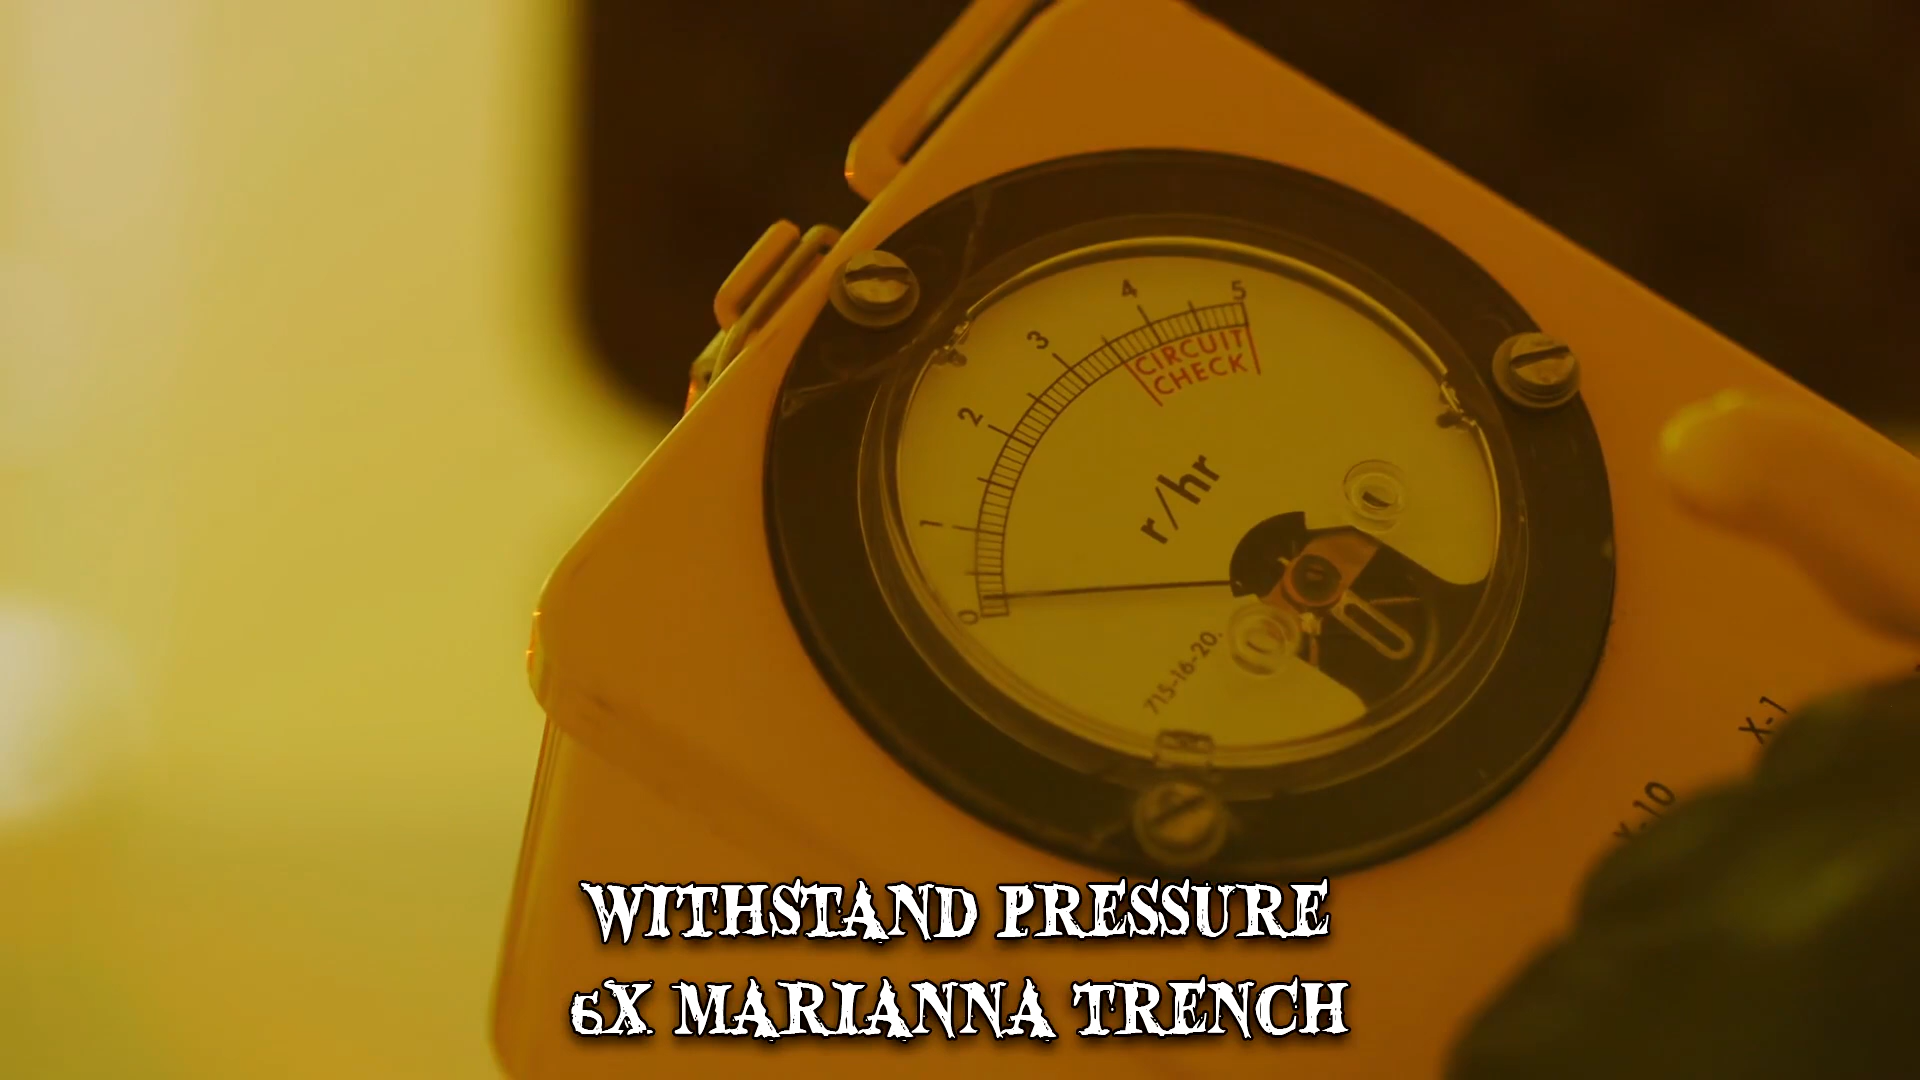 5
4
3
CIRCUIT
CHECK
2
r/hr
1
0
715-16-20.
X-1
X-10
WITHSTAND PRESSURE
6X MARIANNA TRENCH